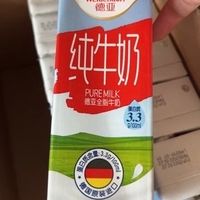 德亚
纯牛奶
PURE MILK
德亚全脂牛奶
蛋白质
3.3
g/100ml
蛋白质含量:3.3g/100ml
德国原装进口